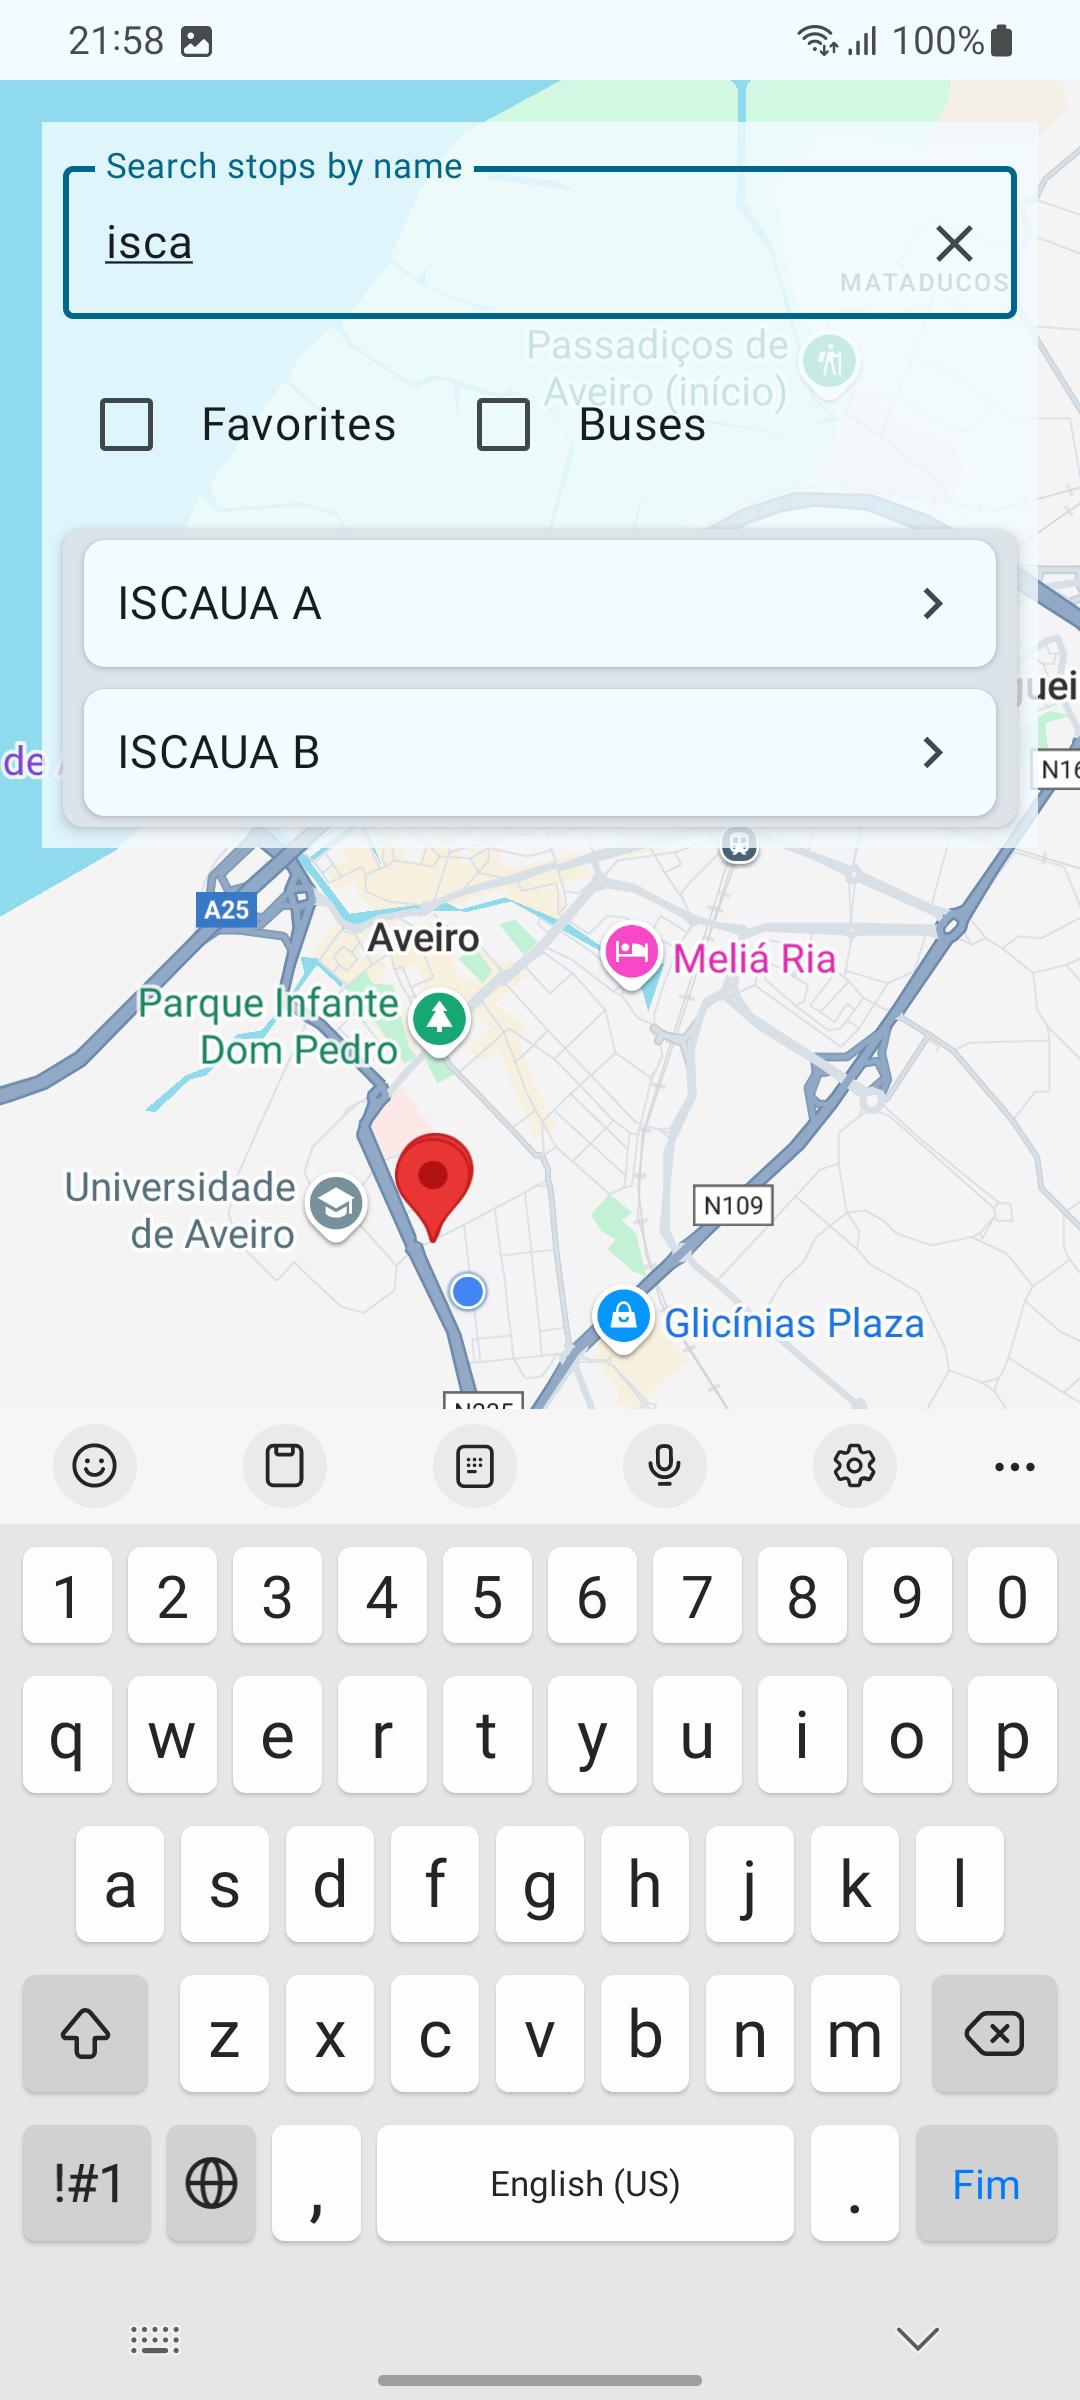 21:58
100%
Search stops by name
isca
MATADUCOS
Passadiços de
Aveiro (início)
Favorites
Buses
ISCAUA A
ISCAUA B
de
N16
A25
Aveiro
Meliá Ria
Parque Infante
Dom Pedro
Universidade
de Aveiro
N109
Glicínias Plaza
1 2 3 4 5 6 7 8 9 0
q w e r t y u i o p
a s d f g h j k l
z x c v b n m
!#1 , English (US) . Fim